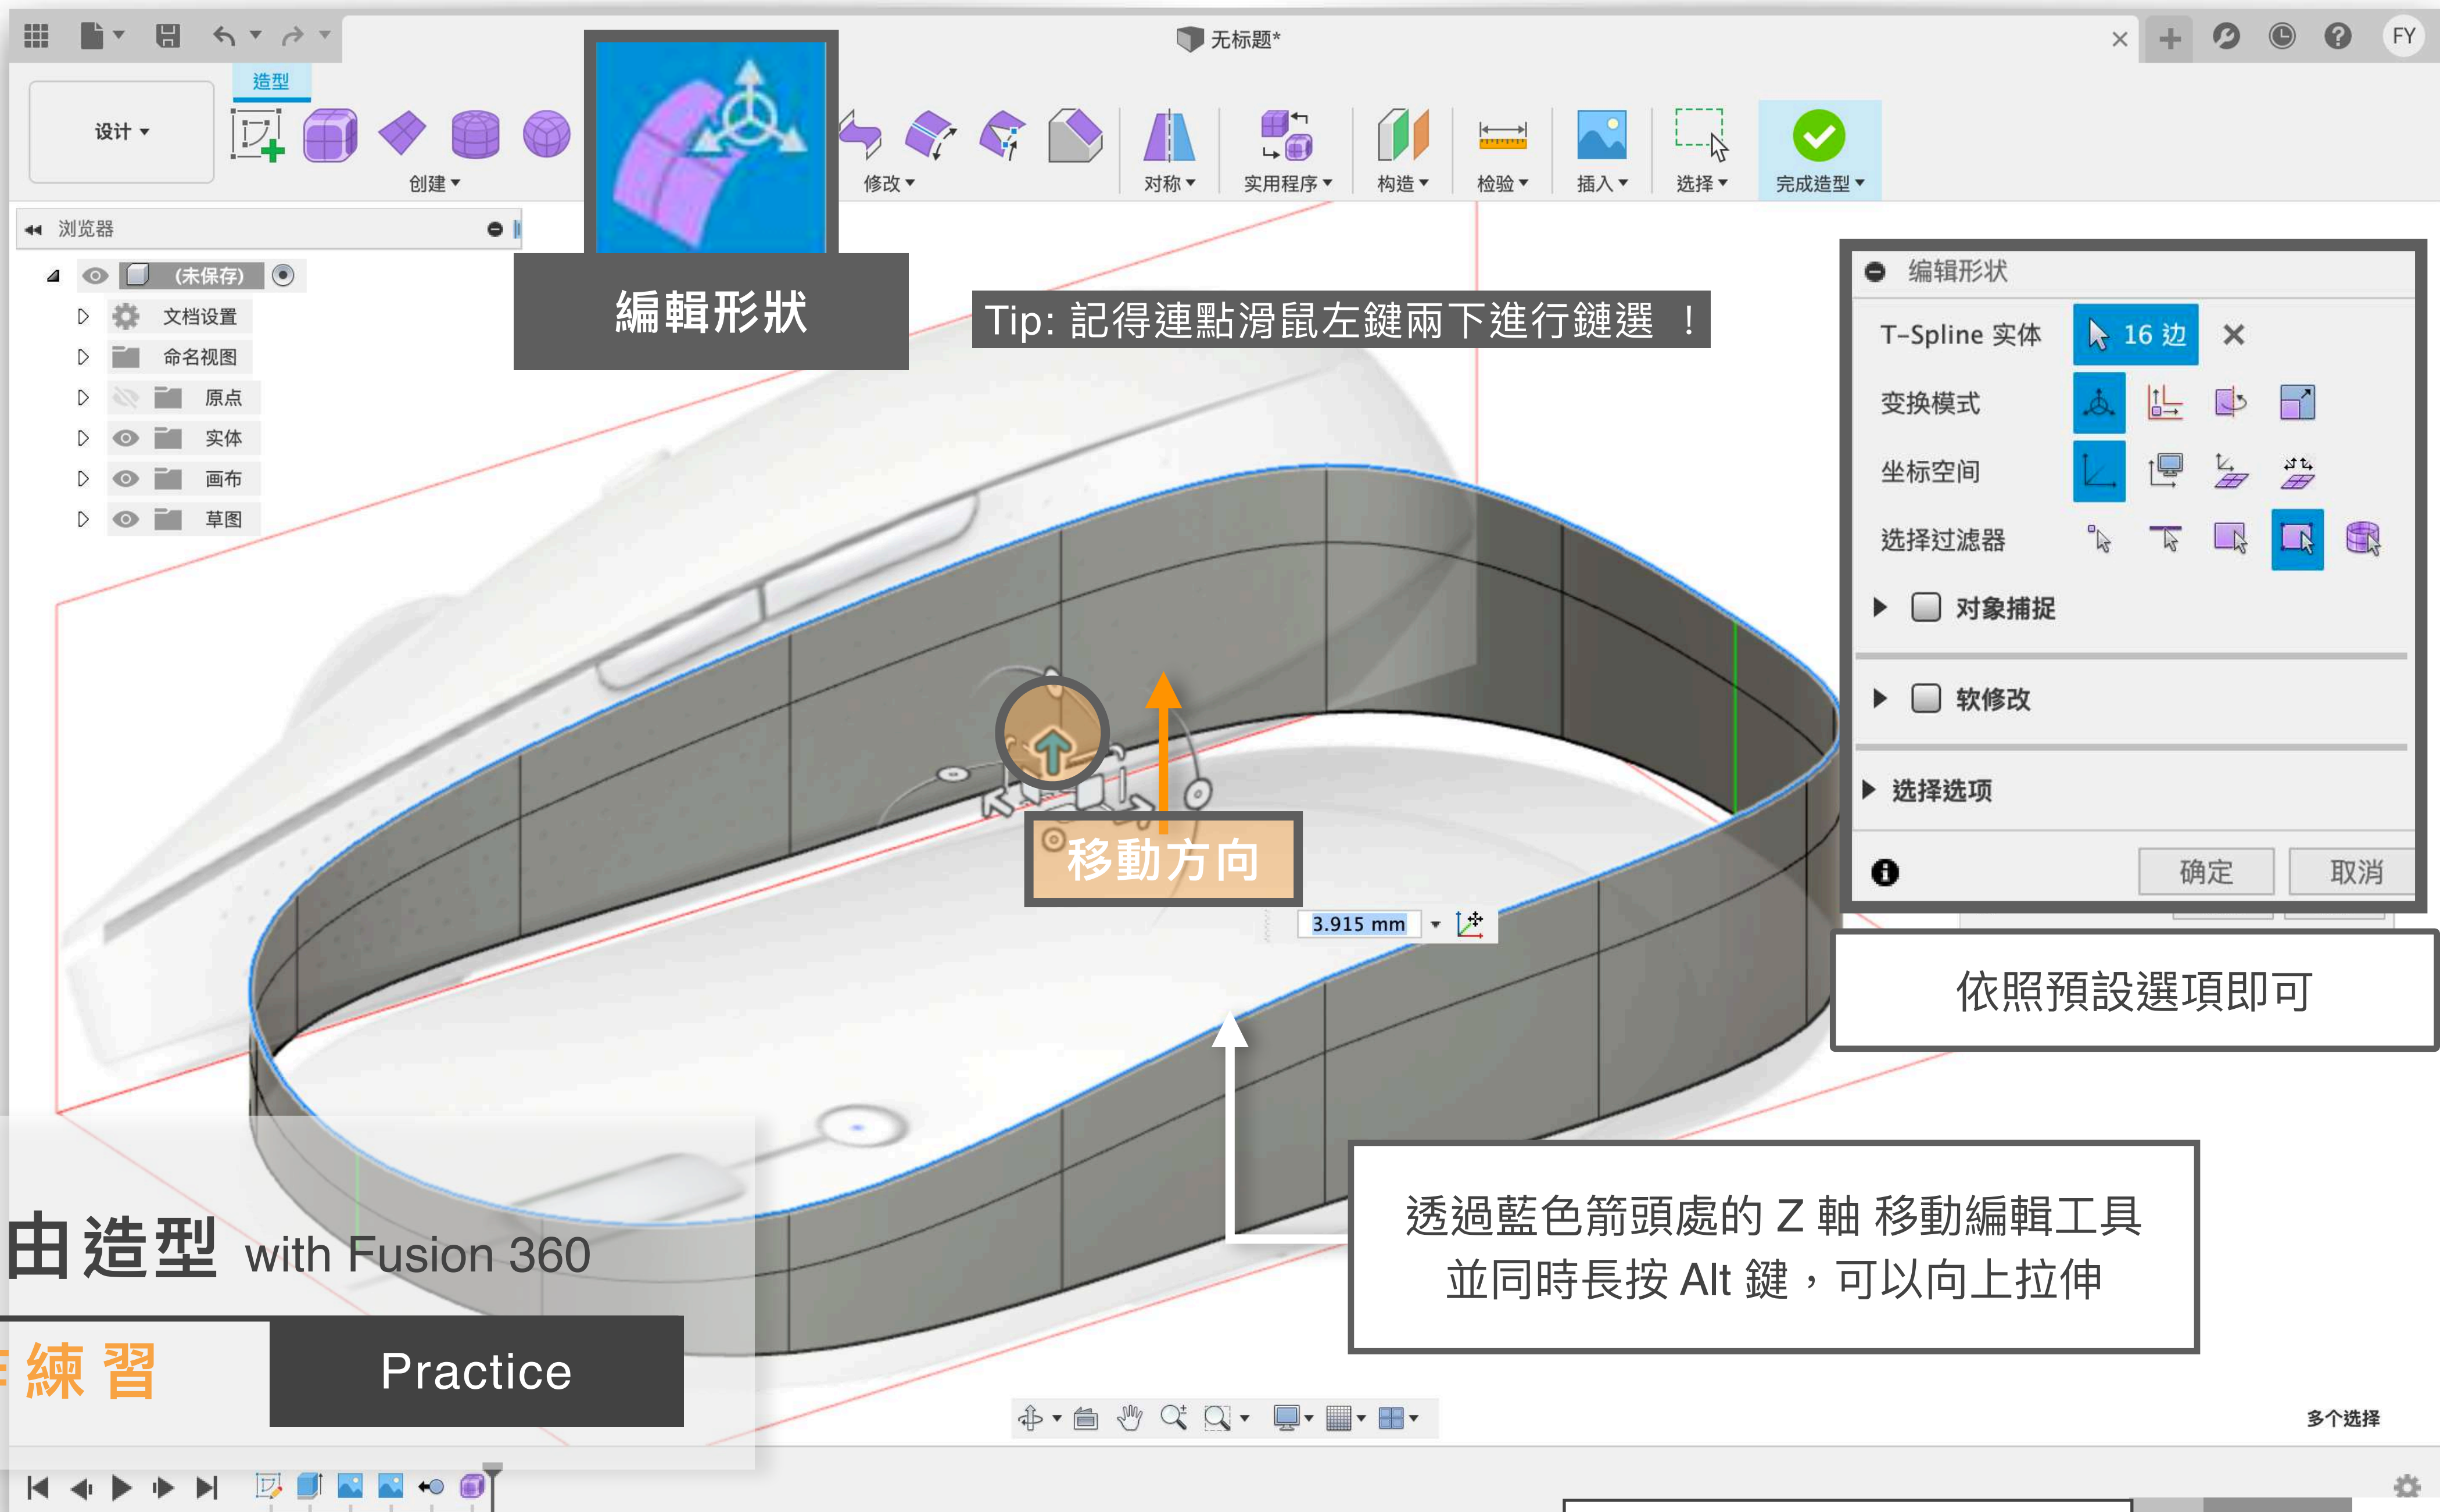 无标题*
FY
造型
设计
创建
修改
对称
实用程序
构造
检验
插入
选择
完成造型
浏览器
(未保存)
文档设置
命名视图
原点
实体
画布
草图
編輯形狀
Tip: 記得連點滑鼠左鍵兩下進行鏈選 ！
编辑形状
T-Spline 实体
16 边
变换模式
坐标空间
选择过滤器
对象捕捉
软修改
选择选项
确定
取消
依照預設選項即可
移動方向
3.915 mm
透過藍色箭頭處的 Z 軸 移動編輯工具
並同時長按 Alt 鍵，可以向上拉伸
由造型 with Fusion 360
練習
Practice
多个选择